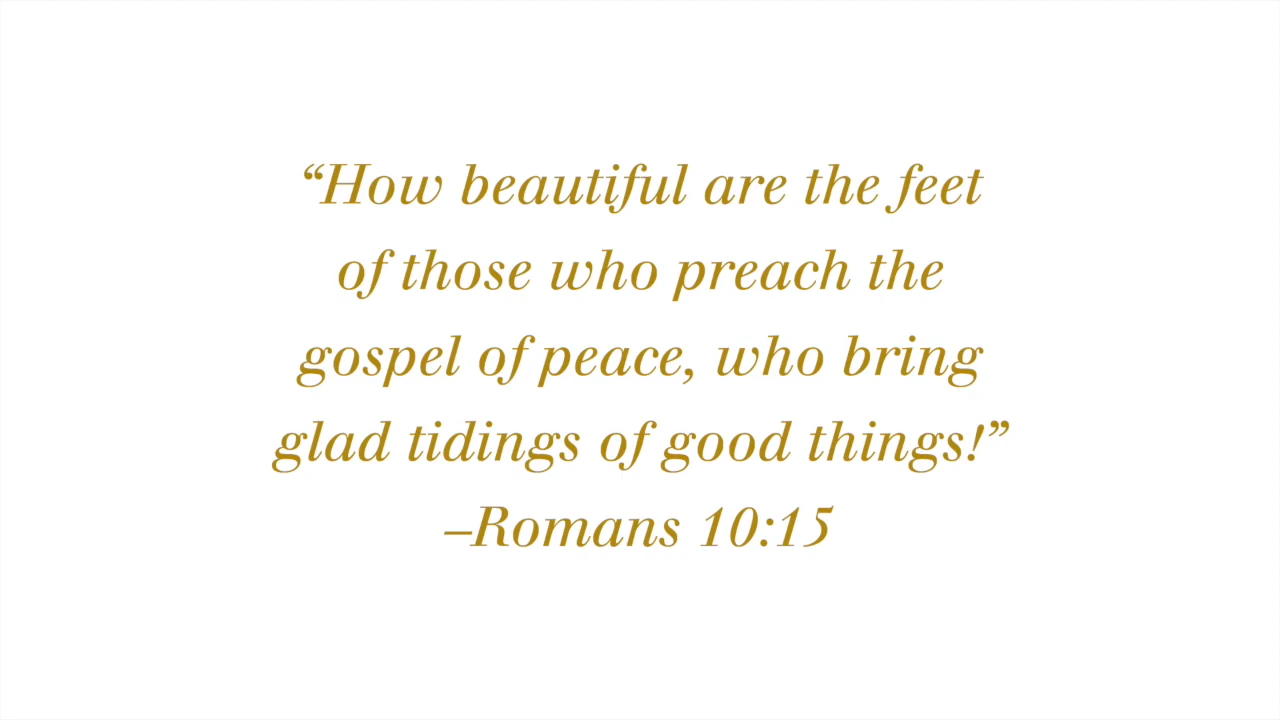 “How beautiful are the feet
of those who preach the
gospel of peace, who bring
glad tidings of good things!”
–Romans 10:15